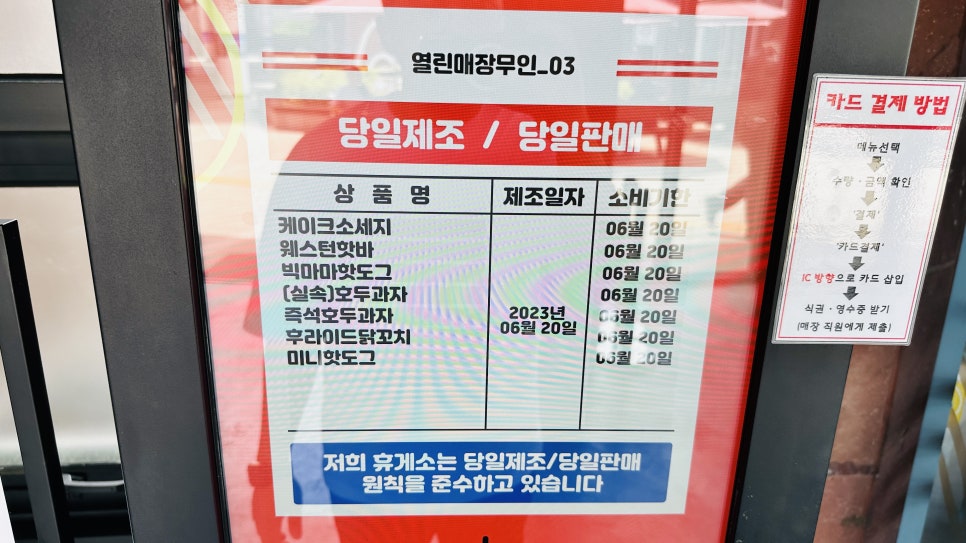 열린매장무인_03
당일제조 / 당일판매
상 품 명 제조일자 소비기한
케이크소세지 06월 20일
웨스턴핫바 06월 20일
빅마마핫도그 06월 20일
(실속)호두과자 06월 20일
즉석호두과자 2023년 06월 20일
06월 20일
후라이드닭꼬치 06월 20일
미니핫도그 06월 20일
저희 휴게소는 당일제조/당일판매
원칙을 준수하고 있습니다
카드 결제 방법
메뉴선택
수량·금액 확인
'결제'
'카드결제'
IC 방향으로 카드 삽입
식권·영수증 받기
(매장 직원에게 제출)